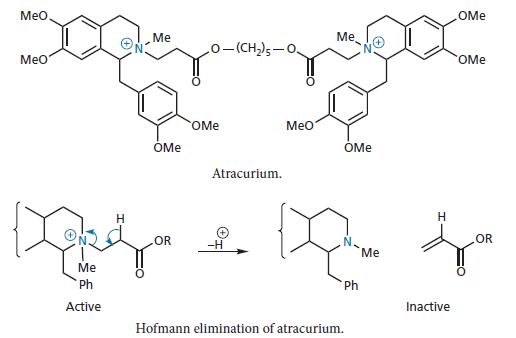 MeO
MeO
⊕
N
Me
O
O–(CH2)5–O
O
Me
N
⊕
OMe
OMe
OMe
OMe
MeO
OMe
Atracurium.
⊕
N
Me
Ph
H
OR
O
⊕
–H
N
Me
Ph
H
OR
O
Active
Inactive
Hofmann elimination of atracurium.